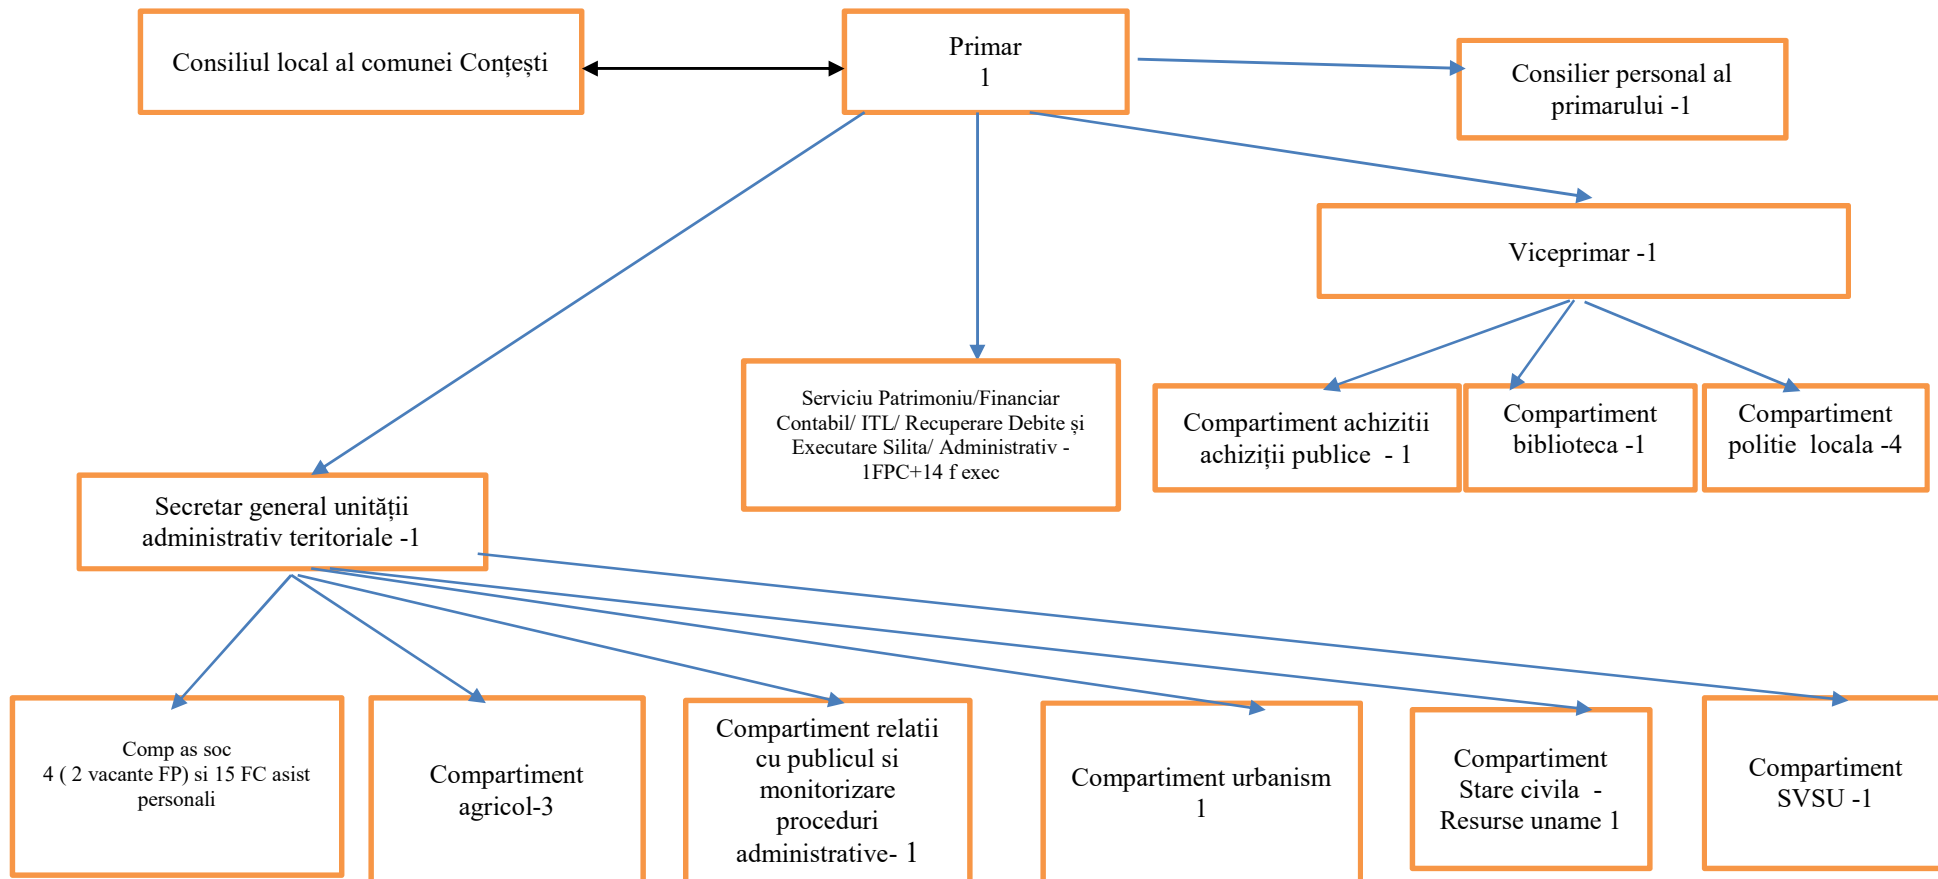 Consiliul local al comunei Conțești
Primar
1
Consilier personal al
primarului -1
Viceprimar -1
Serviciu Patrimoniu/Financiar
Contabil/ ITL/ Recuperare Debite și
Executare Silita/ Administrativ -
1FPC+14 f exec
Compartiment achizitii
achiziții publice - 1
Compartiment
biblioteca -1
Compartiment
politie locala -4
Secretar general unității
administrativ teritoriale -1
Comp as soc
4 ( 2 vacante FP) si 15 FC asist
personali
Compartiment
agricol-3
Compartiment relatii
cu publicul si
monitorizare
proceduri
administrative- 1
Compartiment urbanism
1
Compartiment
Stare civila -
Resurse uname 1
Compartiment
SVSU -1